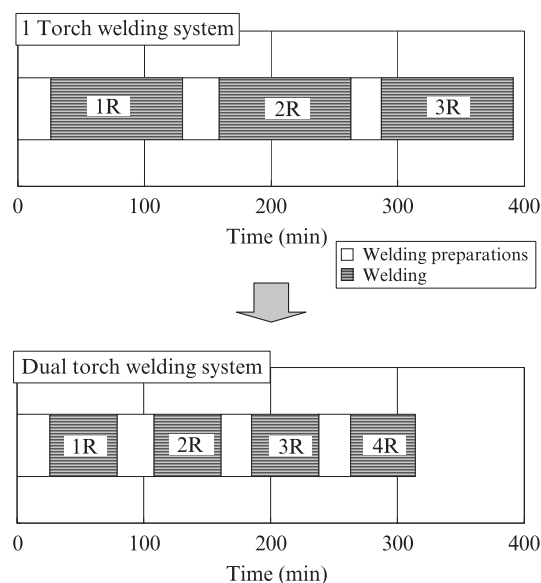 1 Torch welding system
1R 2R 3R
0 100 200 300 400
Time (min)
Welding preparations
Welding
Dual torch welding system
1R 2R 3R 4R
0 100 200 300 400
Time (min)